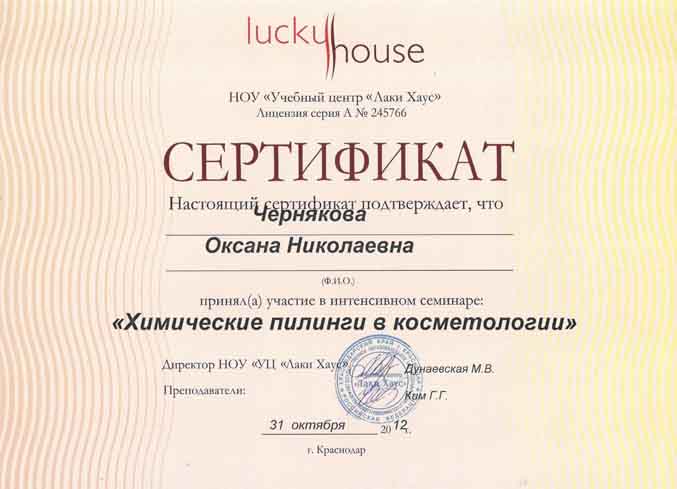 lucky house
НОУ «Учебный центр «Лаки Хаус»
Лицензия серия А № 245766
СЕРТИФИКАТ
Настоящий сертификат подтверждает, что
Чернякова
Оксана Николаевна
(Ф.И.О.)
принял(а) участие в интенсивном семинаре:
«Химические пилинги в косметологии»
Директор НОУ «УЦ «Лаки Хаус» Дунаевская М.В.
«Лаки Хаус»
Преподаватели: Ким Г.Г.
31 октября 2012 г.
г. Краснодар